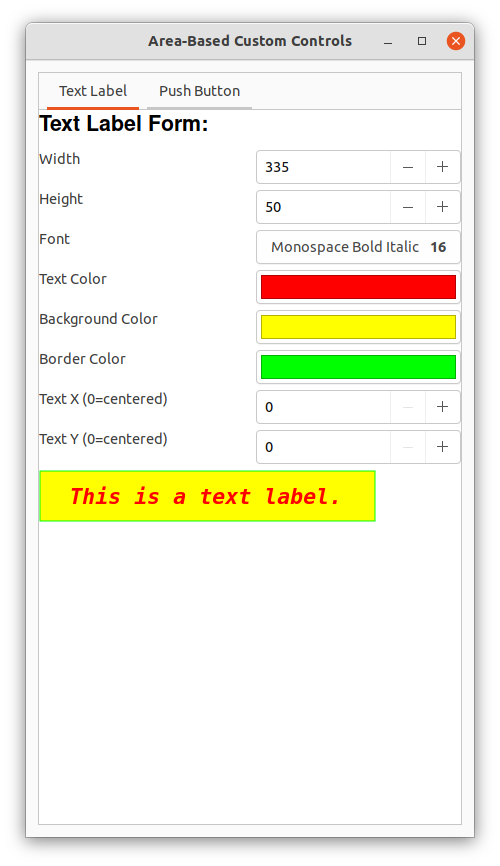 Area-Based Custom Controls
Text Label Push Button
Text Label Form:
Width 335
Height 50
Font Monospace Bold Italic 16
Text Color
Background Color
Border Color
Text X (0=centered) 0
Text Y (0=centered) 0
This is a text label.